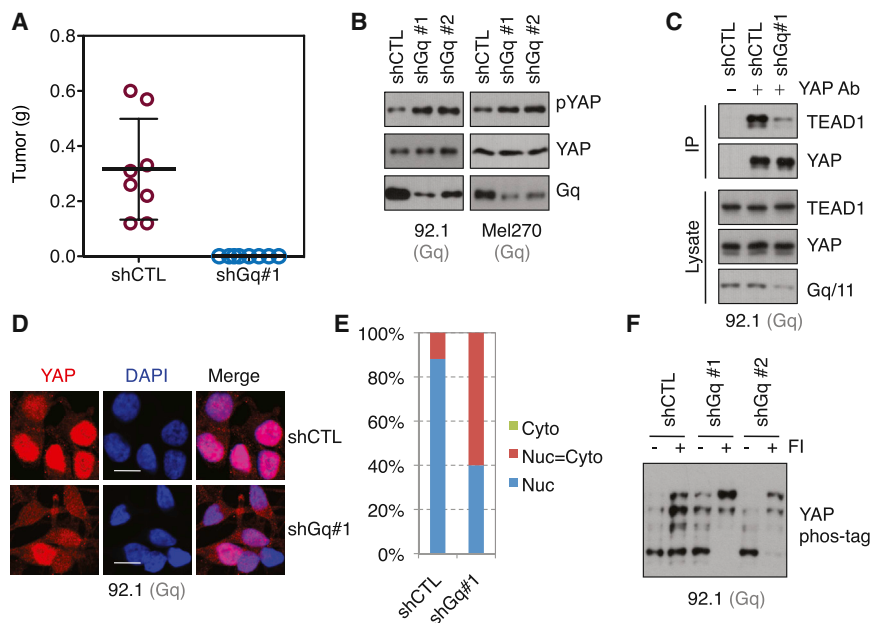 A
Tumor (g)
0.8
0.6
0.4
0.2
0.0
shCTL
shGq#1
B
shCTL
shGq #1
shGq #2
shCTL
shGq #1
shGq #2
pYAP
YAP
Gq
92.1
(Gq)
Mel270
(Gq)
C
shCTL
shCTL
shGq#1
- + + YAP Ab
IP
TEAD1
YAP
Lysate
TEAD1
YAP
Gq/11
92.1 (Gq)
D
YAP
DAPI
Merge
shCTL
shGq#1
92.1 (Gq)
E
100%
80%
60%
40%
20%
0%
shCTL
shGq#1
Cyto
Nuc=Cyto
Nuc
F
shCTL
shGq #1
shGq #2
- + - + - + FI
YAP
phos-tag
92.1 (Gq)